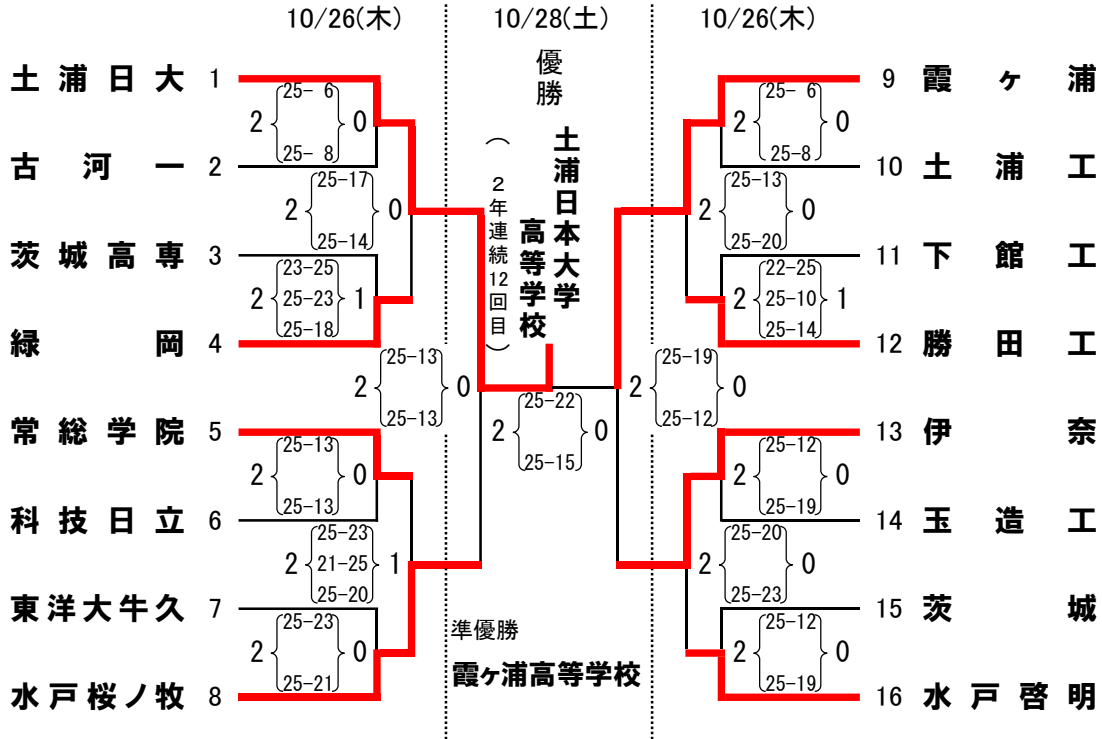 10/26(木)
10/28(土)
10/26(木)
土浦日大 1
古河一 2
茨城高専 3
緑岡 4
常総学院 5
科技日立 6
東洋大牛久 7
水戸桜ノ牧 8
2 25- 6 0
25- 8
2 25-17 0
25-14
2 23-25 1
25-23
25-18
2 25-13 0
25-13
2 25-13 0
25-13
2 25-23 1
21-25
25-20
2 25-23 0
25-21
優勝
土浦日本大学
高等学校
(2年連続12回目)
2 25-22 0
25-15
準優勝
霞ヶ浦高等学校
2 25- 6 0
25-8
2 25-13 0
25-20
2 22-25 1
25-10
25-14
2 25-19 0
25-12
2 25-12 0
25-19
2 25-20 0
25-23
2 25-12 0
25-19
9 霞ヶ浦
10 土浦工
11 下館工
12 勝田工
13 伊奈
14 玉造工
15 茨城
16 水戸啓明